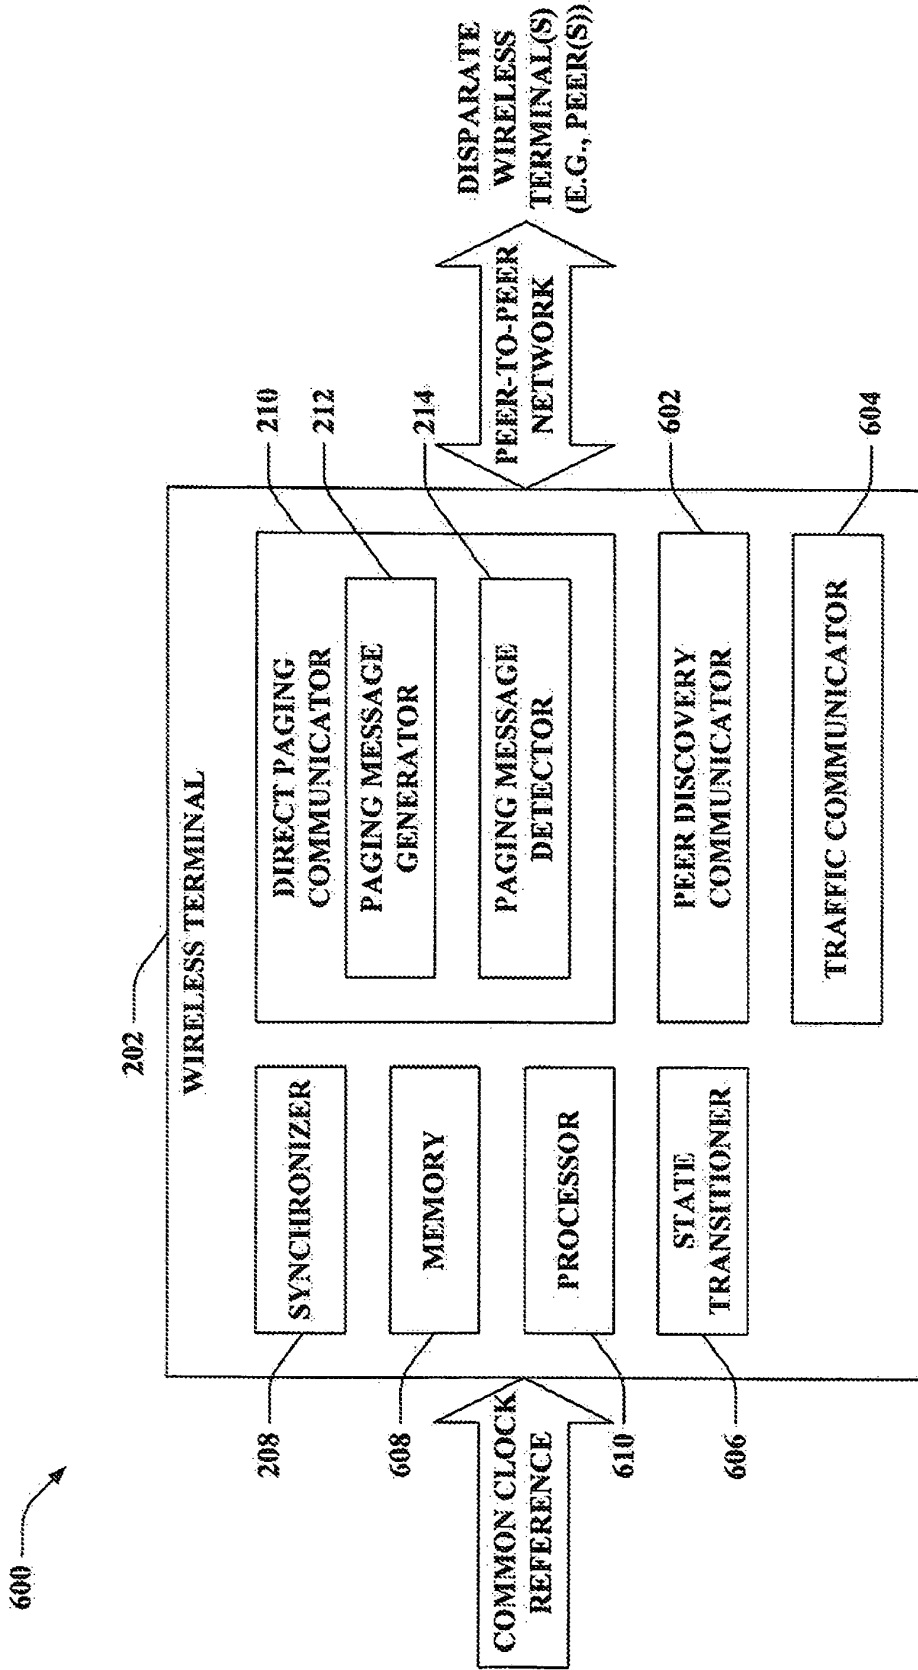 600
202
WIRELESS TERMINAL
COMMON CLOCK
REFERENCE
208
SYNCHRONIZER
608
MEMORY
610
PROCESSOR
606
STATE
TRANSITIONER
DIRECT PAGING
COMMUNICATOR
210
PAGING MESSAGE
GENERATOR
212
PAGING MESSAGE
DETECTOR
214
PEER DISCOVERY
COMMUNICATOR
602
TRAFFIC COMMUNICATOR
604
PEER-TO-PEER
NETWORK
DISPARATE
WIRELESS
TERMINAL(S)
(E.G., PEER(S))